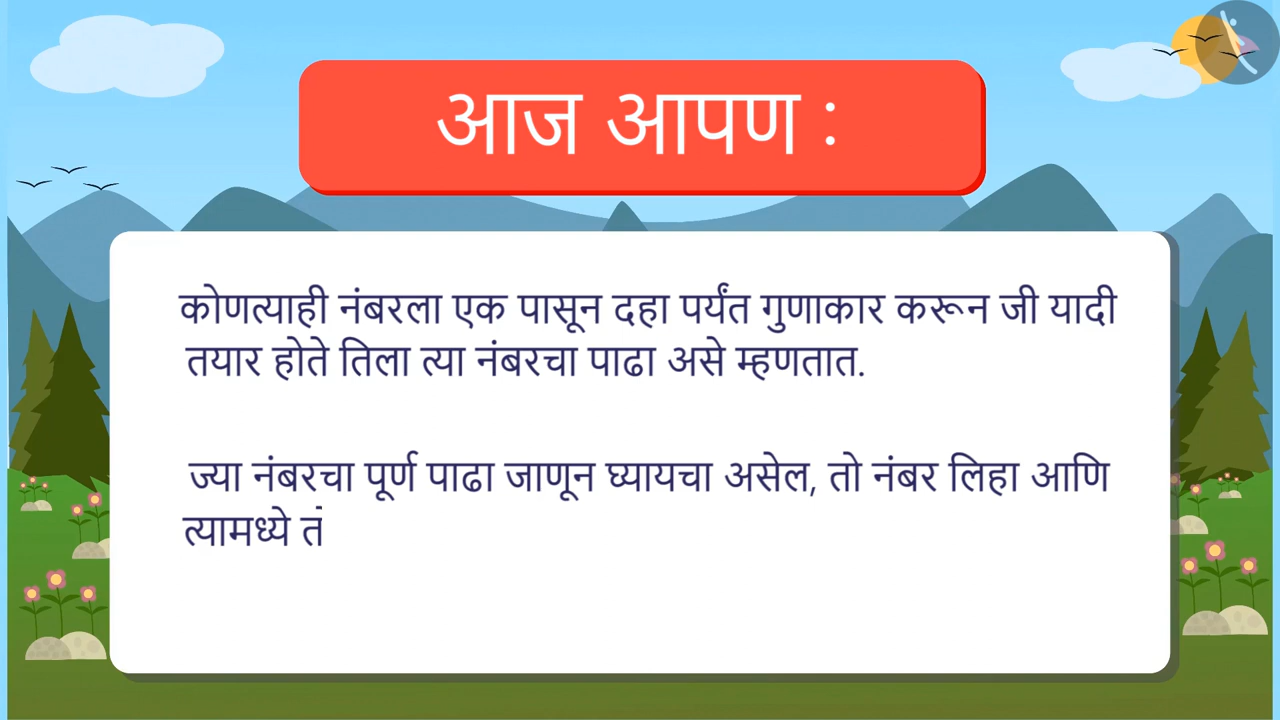 आज आपण :
कोणत्याही नंबरला एक पासून दहा पर्यंत गुणाकार करून जी यादी
तयार होते तिला त्या नंबरचा पाढा असे म्हणतात.
ज्या नंबरचा पूर्ण पाढा जाणून घ्यायचा असेल, तो नंबर लिहा आणि
त्यामध्ये